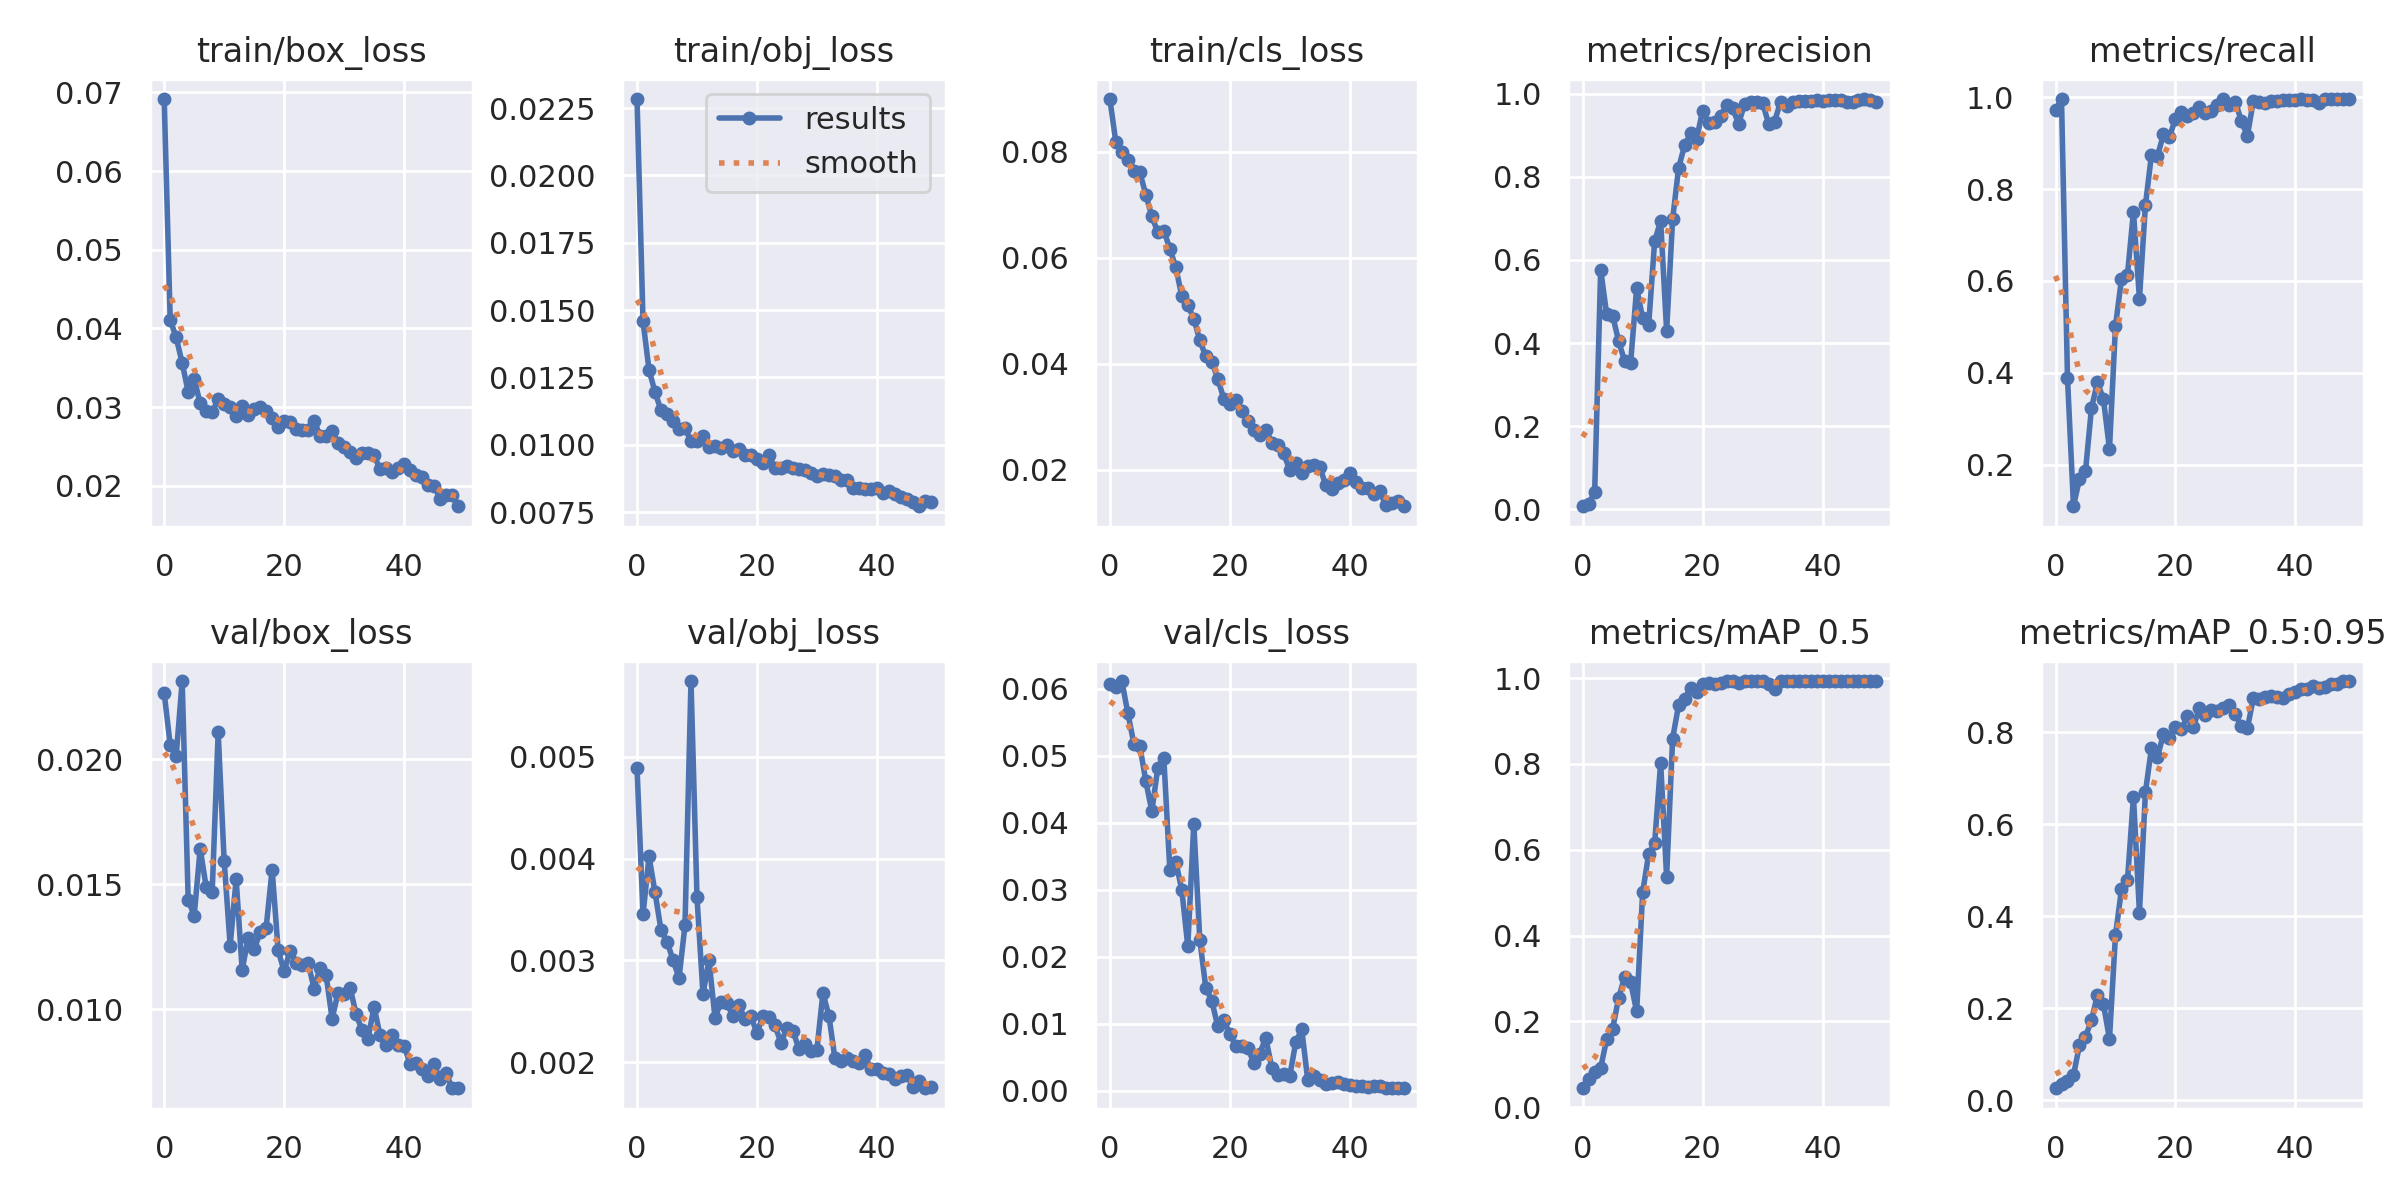 train/box_loss
0.07
0.06
0.05
0.04
0.03
0.02
0 20 40
train/obj_loss
0.0225
0.0200
0.0175
0.0150
0.0125
0.0100
0.0075
0 20 40
results
smooth
train/cls_loss
0.08
0.06
0.04
0.02
0 20 40
metrics/precision
1.0
0.8
0.6
0.4
0.2
0.0
0 20 40
metrics/recall
1.0
0.8
0.6
0.4
0.2
0 20 40
val/box_loss
0.020
0.015
0.010
0 20 40
val/obj_loss
0.005
0.004
0.003
0.002
0 20 40
val/cls_loss
0.06
0.05
0.04
0.03
0.02
0.01
0.00
0 20 40
metrics/mAP_0.5
1.0
0.8
0.6
0.4
0.2
0.0
0 20 40
metrics/mAP_0.5:0.95
0.8
0.6
0.4
0.2
0.0
0 20 40